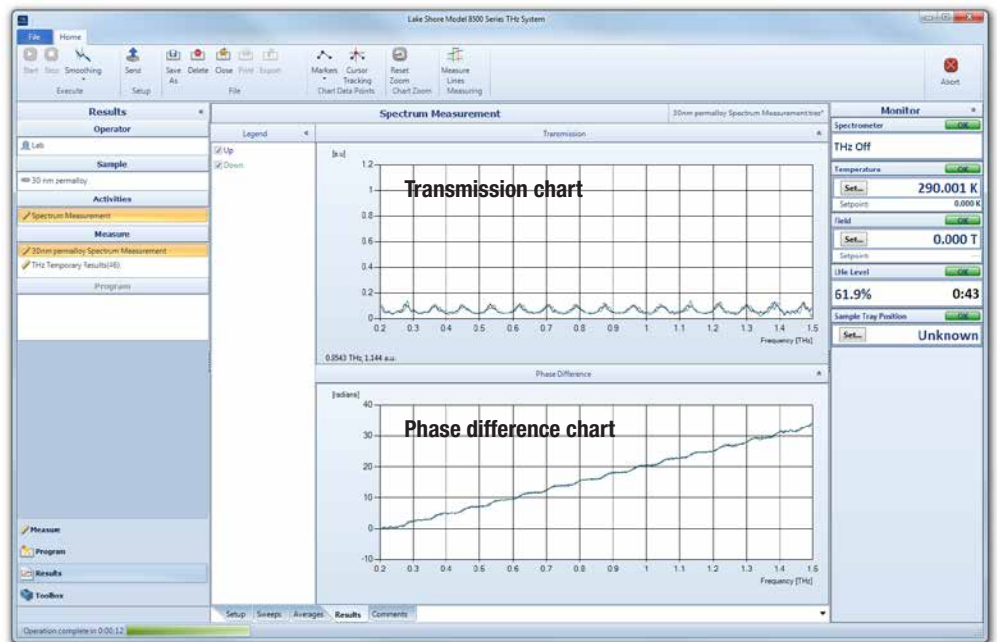 Lake Shore Model 8500 Series THz System
File Home
Start Stop Smoothing Send Save As Delete Close Print Export Markers Cursor Tracking Reset Zoom Measure Lines
Execute Setup File Chart Data Points Chart Zoom Measuring
Abort
Results
Operator
Lab
Sample
30 nm permalloy
Activities
Spectrum Measurement
Measure
30nm permalloy Spectrum Measurement
THz Temporary Results(46)
Program
Measure
Program
Results
Toolbox
Spectrum Measurement
30nm permalloy Spectrum Measurement.tsres*
Legend
Up
Down
Transmission
[a.u]
Transmission chart
1.2
1
0.8
0.6
0.4
0.2
0
0.2 0.3 0.4 0.5 0.6 0.7 0.8 0.9 1 1.1 1.2 1.3 1.4 1.5
Frequency [THz]
0.8543 THz, 1.144 a.u.
Phase Difference
[radians]
Phase difference chart
40
30
20
10
0
-10
0.2 0.3 0.4 0.5 0.6 0.7 0.8 0.9 1 1.1 1.2 1.3 1.4 1.5
Frequency [THz]
Setup Sweeps Averages Results Comments
Monitor
Spectrometer OK
THz Off
Temperature OK
Set... 290.001 K
Setpoint: 0.000 K
Field OK
Set... 0.000 T
Setpoint: ---
LHe Level OK
61.9% 0:43
Sample Tray Position OK
Set... Unknown
Operation complete in 0:00:12